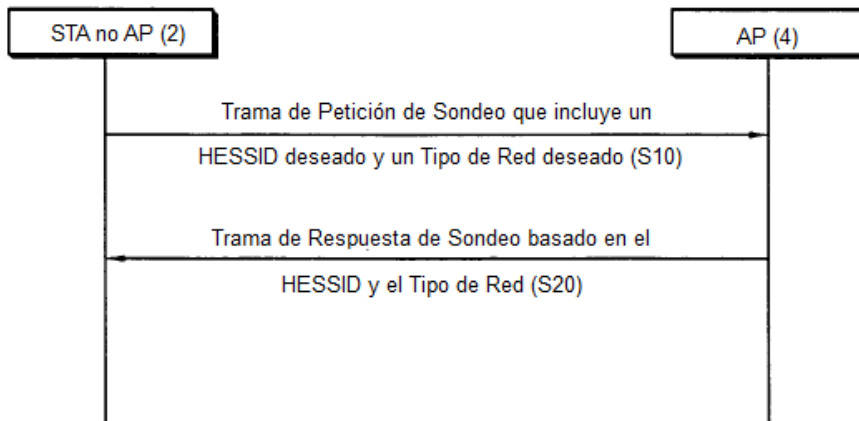 STA no AP (2)
AP (4)
Trama de Petición de Sondeo que incluye un
HESSID deseado y un Tipo de Red deseado (S10)
Trama de Respuesta de Sondeo basado en el
HESSID y el Tipo de Red (S20)